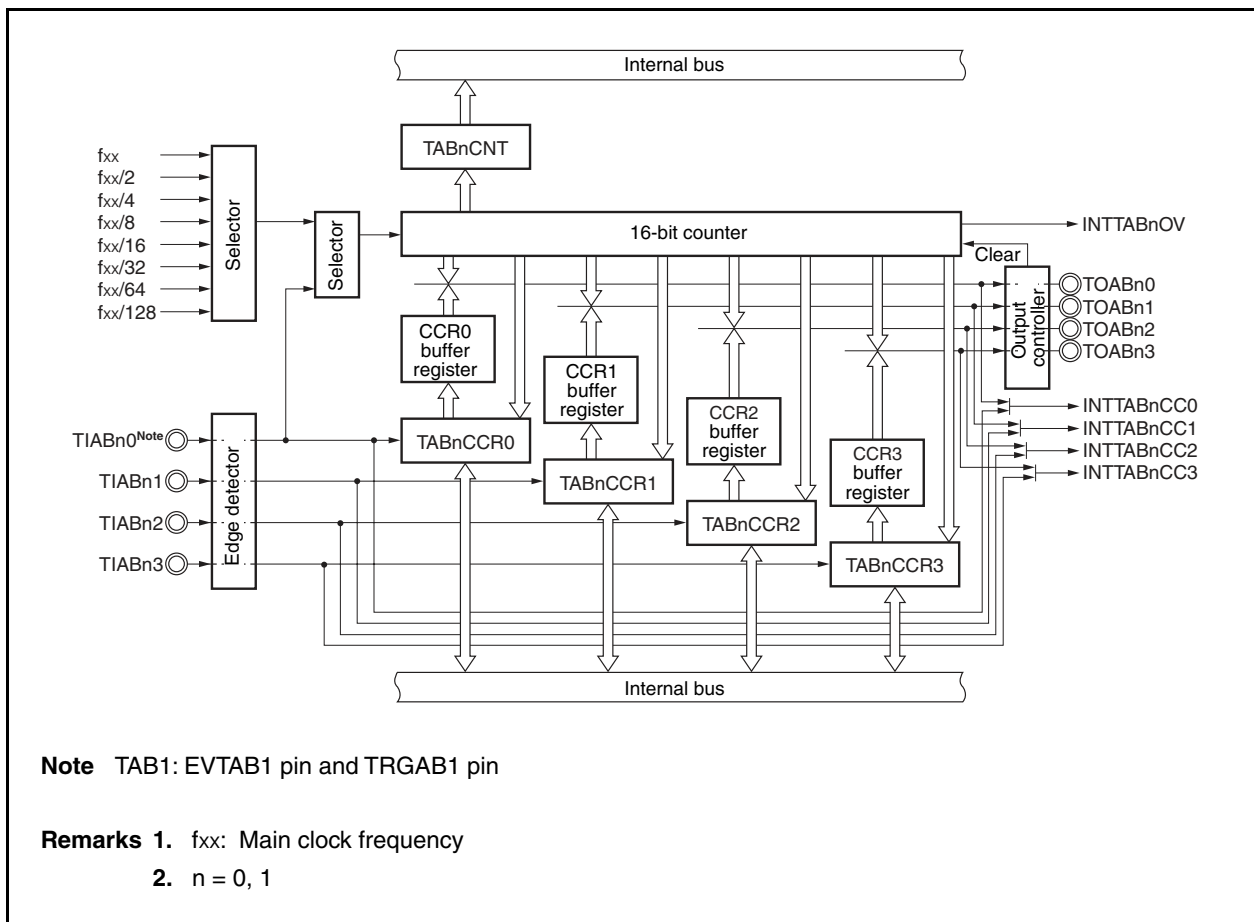 Internal bus
TABnCNT
fxx
fxx/2
fxx/4
fxx/8
fxx/16
fxx/32
fxx/64
fxx/128
Selector
Selector
16-bit counter
INTTABnOV
Clear
Output
controller
TOABn0
TOABn1
TOABn2
TOABn3
CCR0
buffer
register
CCR1
buffer
register
CCR2
buffer
register
CCR3
buffer
register
INTTABnCC0
INTTABnCC1
INTTABnCC2
INTTABnCC3
TIABn0Note
TIABn1
TIABn2
TIABn3
Edge detector
TABnCCR0
TABnCCR1
TABnCCR2
TABnCCR3
Internal bus
Note TAB1: EVTAB1 pin and TRGAB1 pin
Remarks 1. fxx: Main clock frequency
2. n = 0, 1